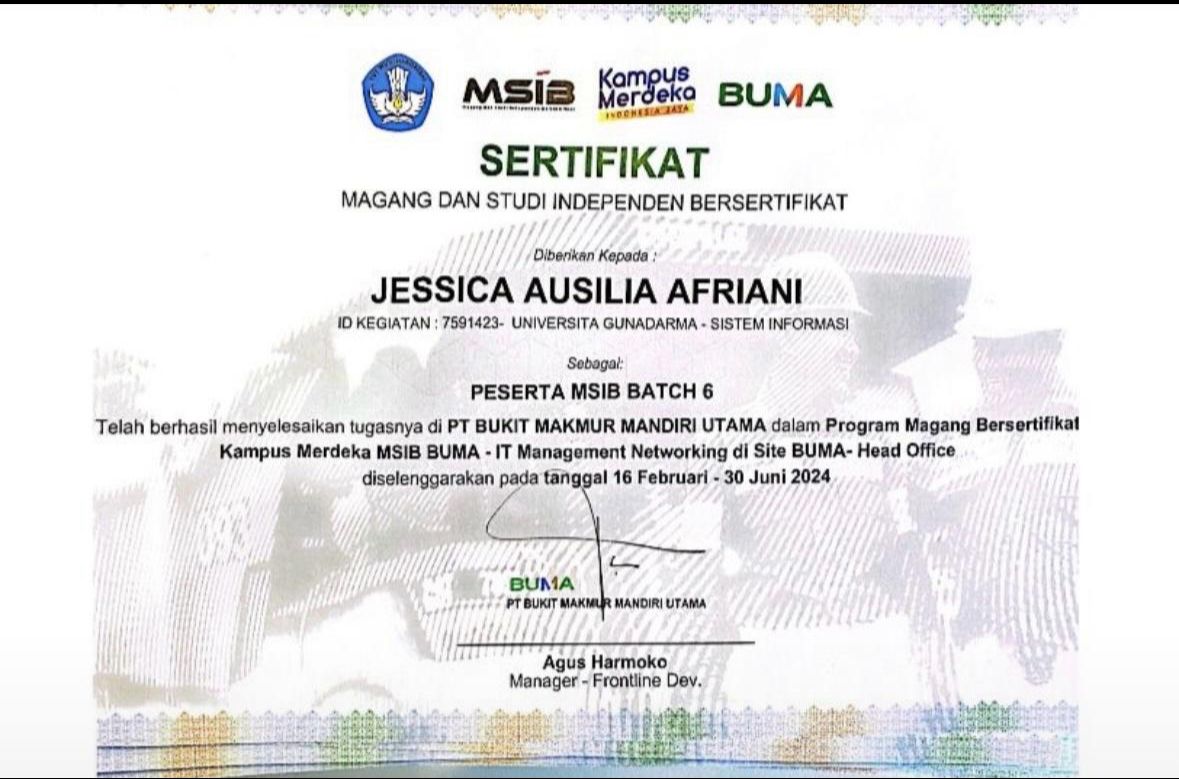 MSIB
Kampus
Merdeka
INDONESIA JAYA
BUMA
SERTIFIKAT
MAGANG DAN STUDI INDEPENDEN BERSERTIFIKAT
Diberikan Kepada :
JESSICA AUSILIA AFRIANI
ID KEGIATAN : 7591423- UNIVERSITA GUNADARMA - SISTEM INFORMASI
Sebagai:
PESERTA MSIB BATCH 6
Telah berhasil menyelesaikan tugasnya di PT BUKIT MAKMUR MANDIRI UTAMA dalam Program Magang Bersertifikat
Kampus Merdeka MSIB BUMA - IT Management Networking di Site BUMA- Head Office
diselenggarakan pada tanggal 16 Februari - 30 Juni 2024
BUMA
PT BUKIT MAKMUR MANDIRI UTAMA
Agus Harmoko
Manager - Frontline Dev.